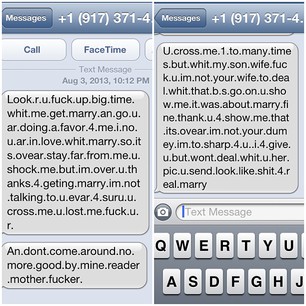 Messages +1 (917) 371-4
Call FaceTime
Text Message
Aug 3, 2013, 10:12 PM
Look.r.u.fuck.up.big.time.
whit.me.get.marry.an.go.u.
ar.doing.a.favor.4.me.i.no.
u.ar.in.love.whit.marry.so.it
s.ovear.stay.far.from.me.u.
shock.me.but.im.over.u.th
anks.4.geting.marry.im.not
.talking.to.u.evar.4.suru.u.
cross.me.u.lost.me.fuck.u.
r.
An.dont.come.around.no.
more.good.by.mine.reader
.mother.fucker.
Messages +1 (917) 371-4.
U.cross.me.1.to.many.time
s.but.whit.my.son.wife.fuc
k.u.im.not.your.wife.to.dea
l.whit.that.b.s.go.on.u.sho
w.me.it.was.about.marry.fi
ne.thank.u.4.show.me.that
.its.ovear.im.not.your.dum
ey.im.to.sharp.4.u.i.4.give.
u.but.wont.deal.whit.u.her.
pic.u.send.look.like.shit.4.r
eal.marry
Text Message
Q W E R T Y U
A S D F G H J